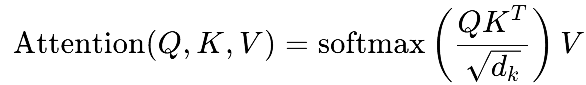 Attention(Q, K, V) = softmax(QK^T / √d_k)V